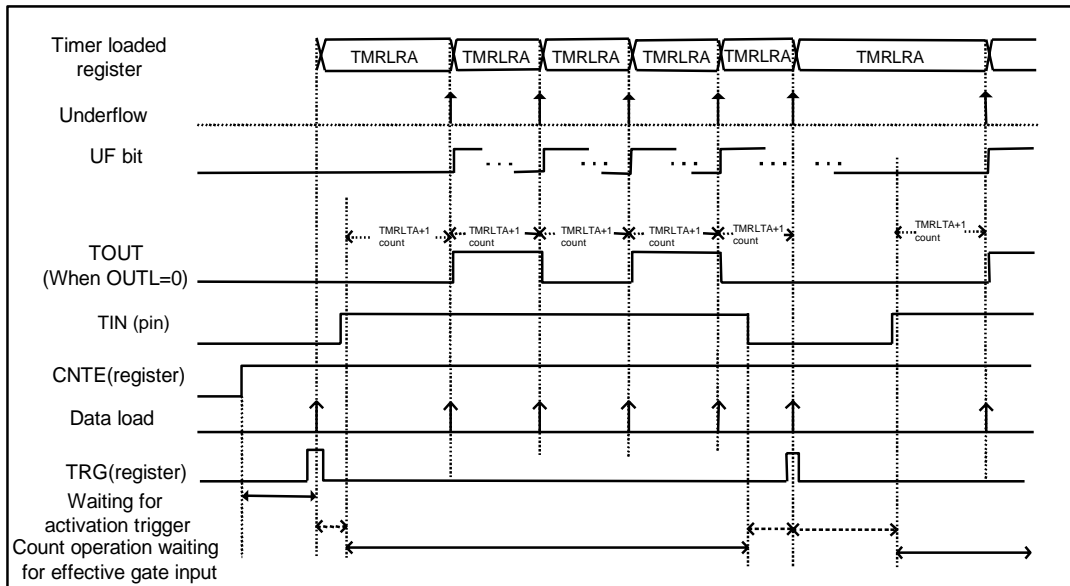 Timer loaded
register
TMRLRA
TMRLRA
TMRLRA
TMRLRA
TMRLRA
TMRLRA
Underflow
UF bit
TMRLTA+1
count
TMRLTA+1
count
TMRLTA+1
count
TMRLTA+1
count
TMRLTA+1
count
TMRLTA+1
count
TOUT
(When OUTL=0)
TIN (pin)
CNTE(register)
Data load
TRG(register)
Waiting for
activation trigger
Count operation waiting
for effective gate input